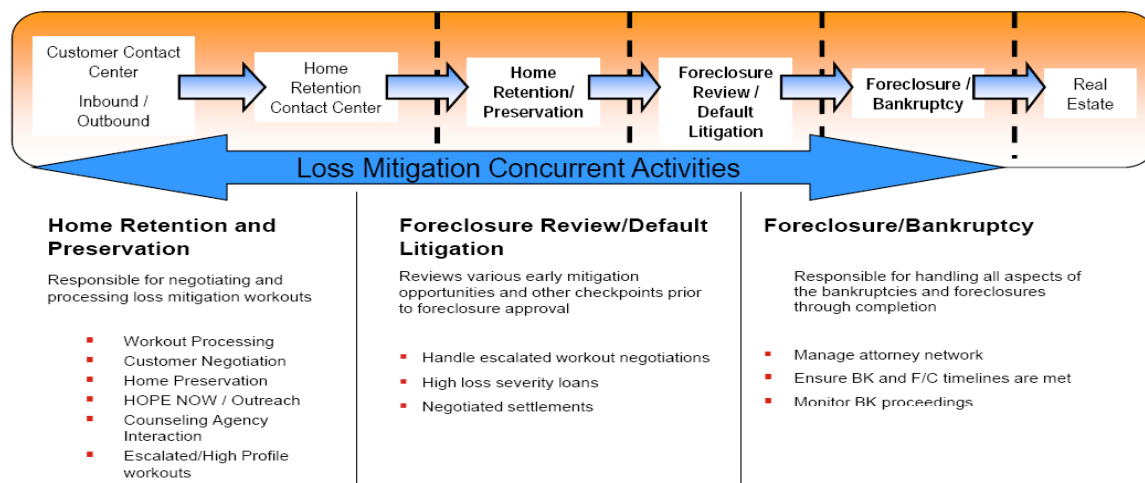 Customer Contact
Center
Inbound /
Outbound
Home
Retention
Contact Center
Home
Retention/
Preservation
Foreclosure
Review /
Default
Litigation
Foreclosure /
Bankruptcy
Real
Estate
Loss Mitigation Concurrent Activities
Home Retention and
Preservation
Responsible for negotiating and
processing loss mitigation workouts
Workout Processing
Customer Negotiation
Home Preservation
HOPE NOW / Outreach
Counseling Agency
Interaction
Escalated/High Profile
workouts
Foreclosure Review/Default
Litigation
Reviews various early mitigation
opportunities and other checkpoints prior
to foreclosure approval
Handle escalated workout negotiations
High loss severity loans
Negotiated settlements
Foreclosure/Bankruptcy
Responsible for handling all aspects of
the bankruptcies and foreclosures
through completion
Manage attorney network
Ensure BK and F/C timelines are met
Monitor BK proceedings